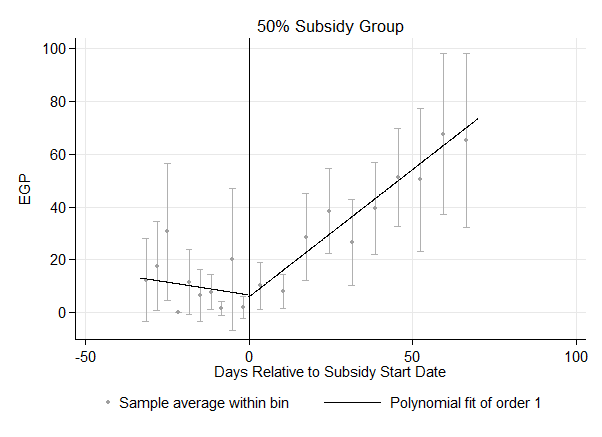 50% Subsidy Group
100
80
60
40
20
0
EGP
-50 0 50 100
Days Relative to Subsidy Start Date
Sample average within bin Polynomial fit of order 1